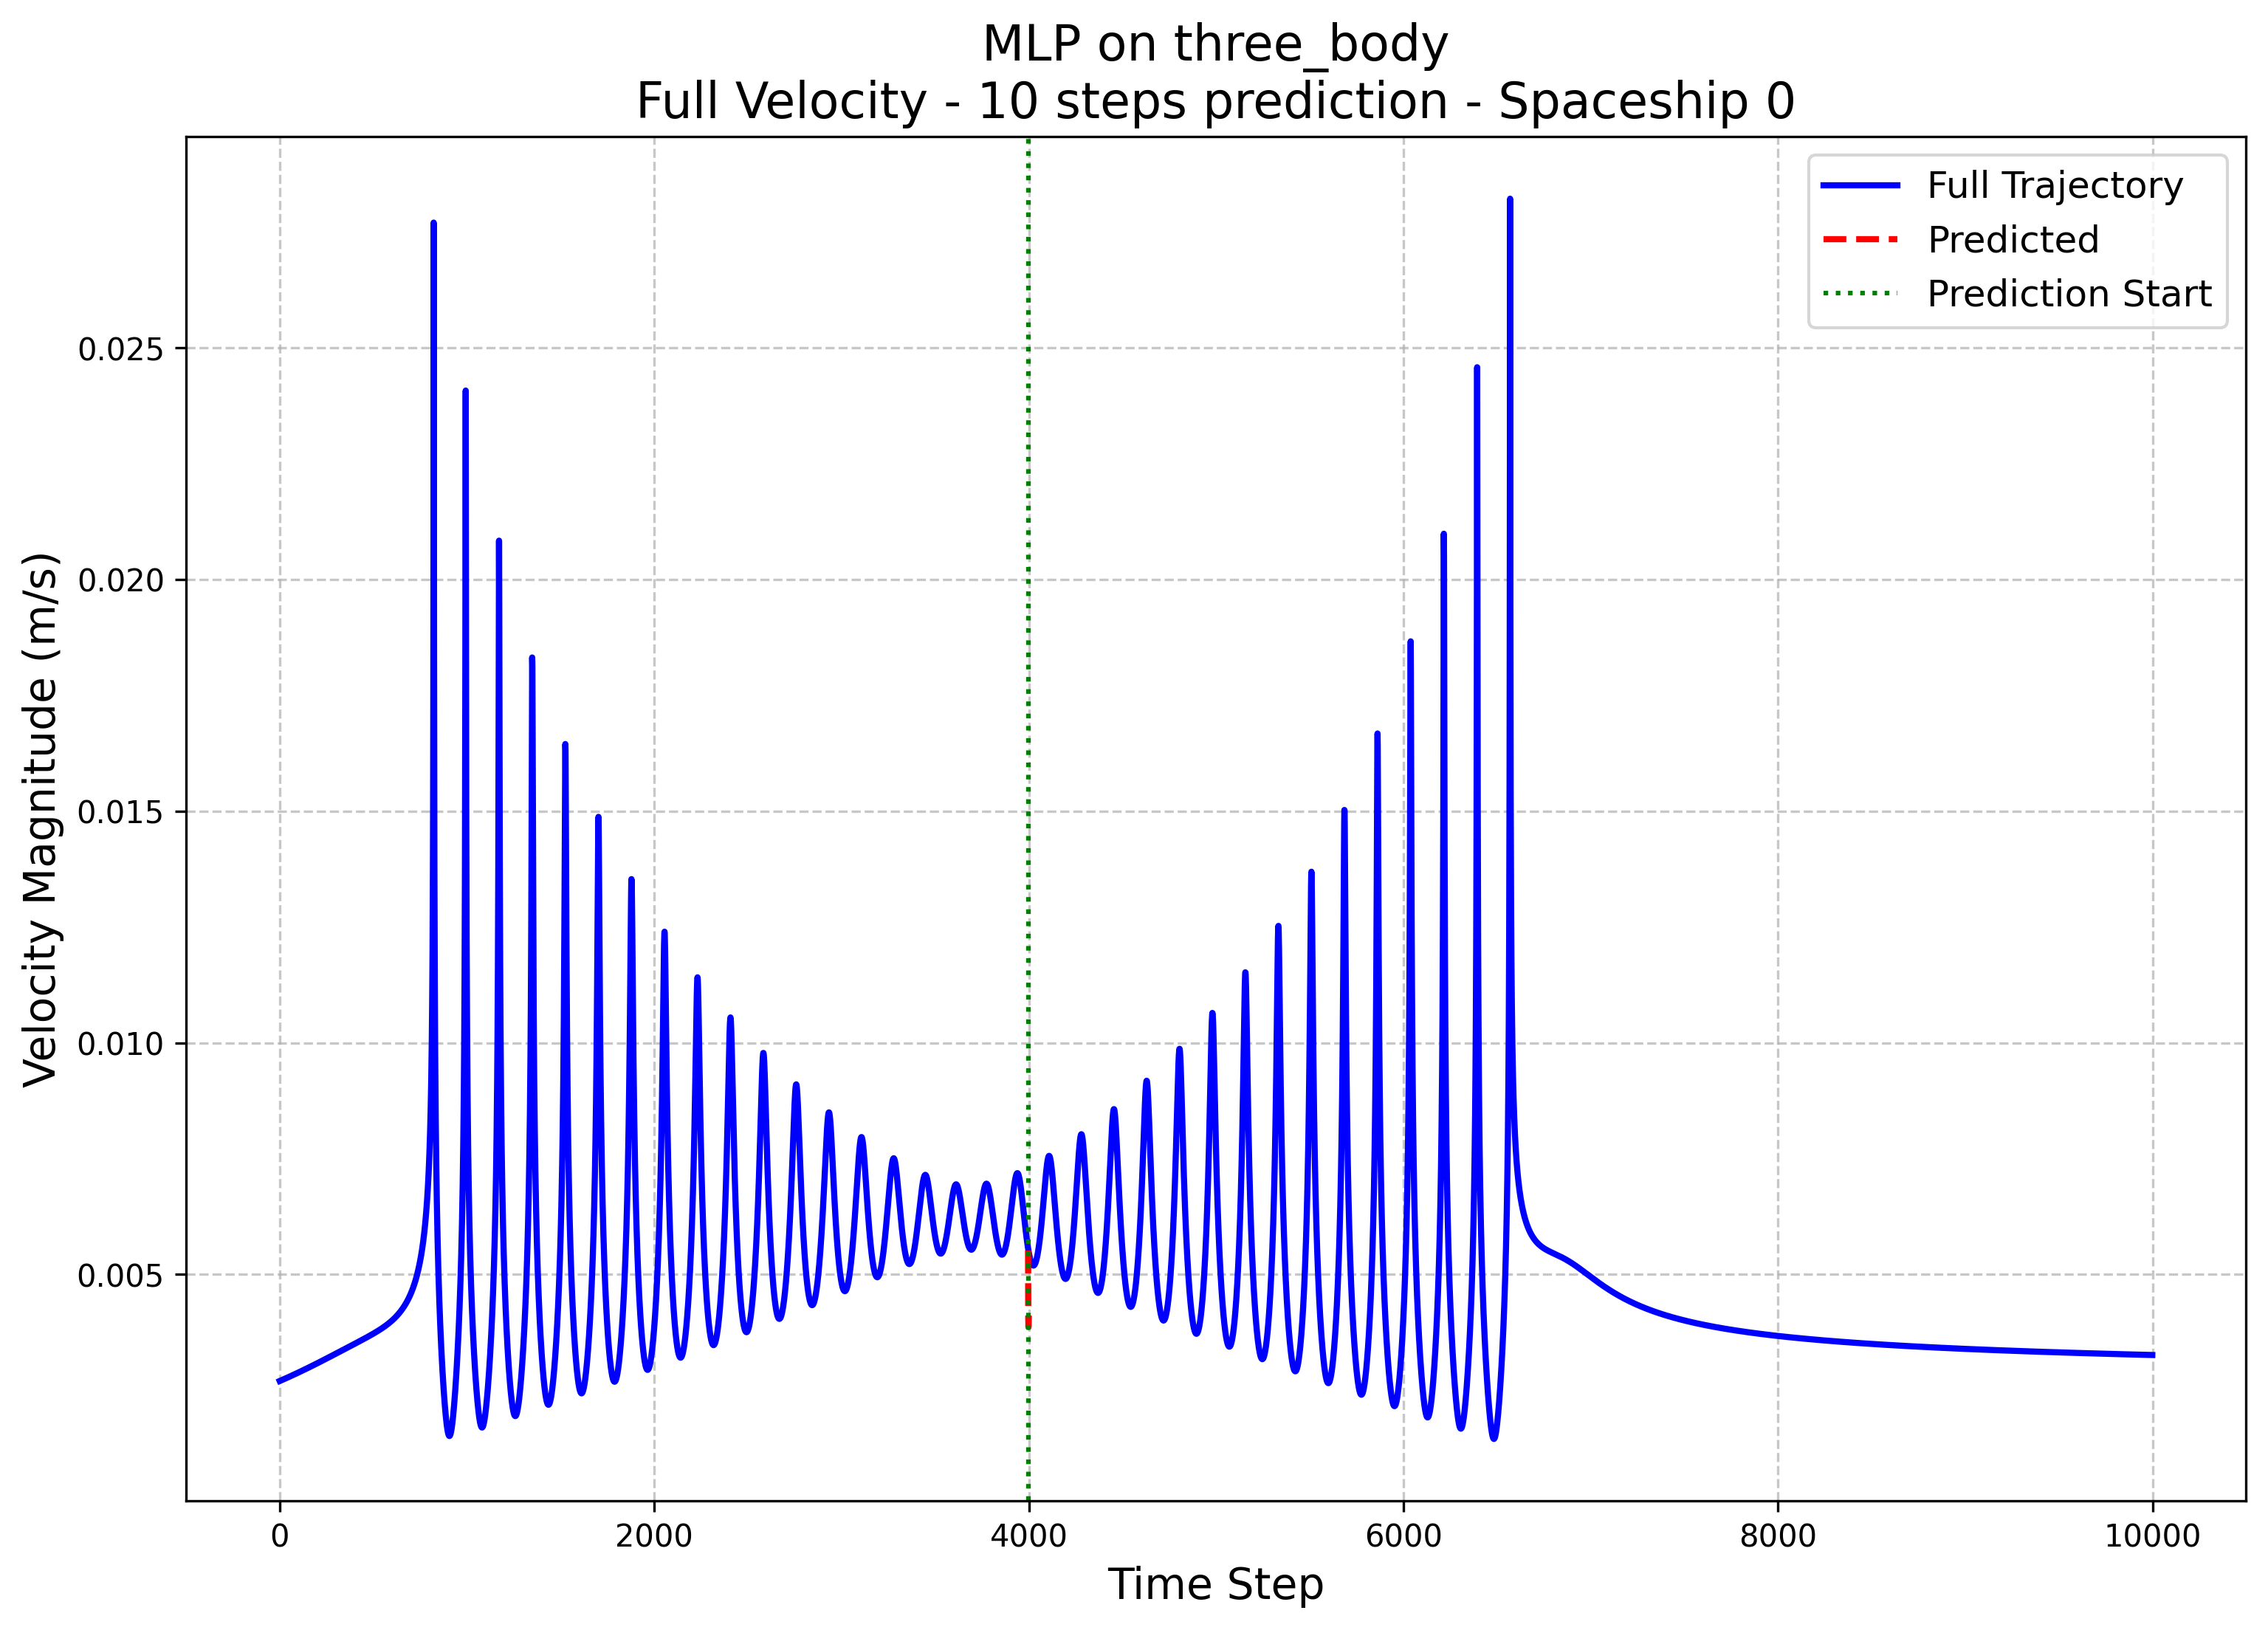 MLP on three_body
Full Velocity - 10 steps prediction - Spaceship 0
Full Trajectory
Predicted
Prediction Start
Velocity Magnitude (m/s)
0.025
0.020
0.015
0.010
0.005
0 2000 4000 6000 8000 10000
Time Step